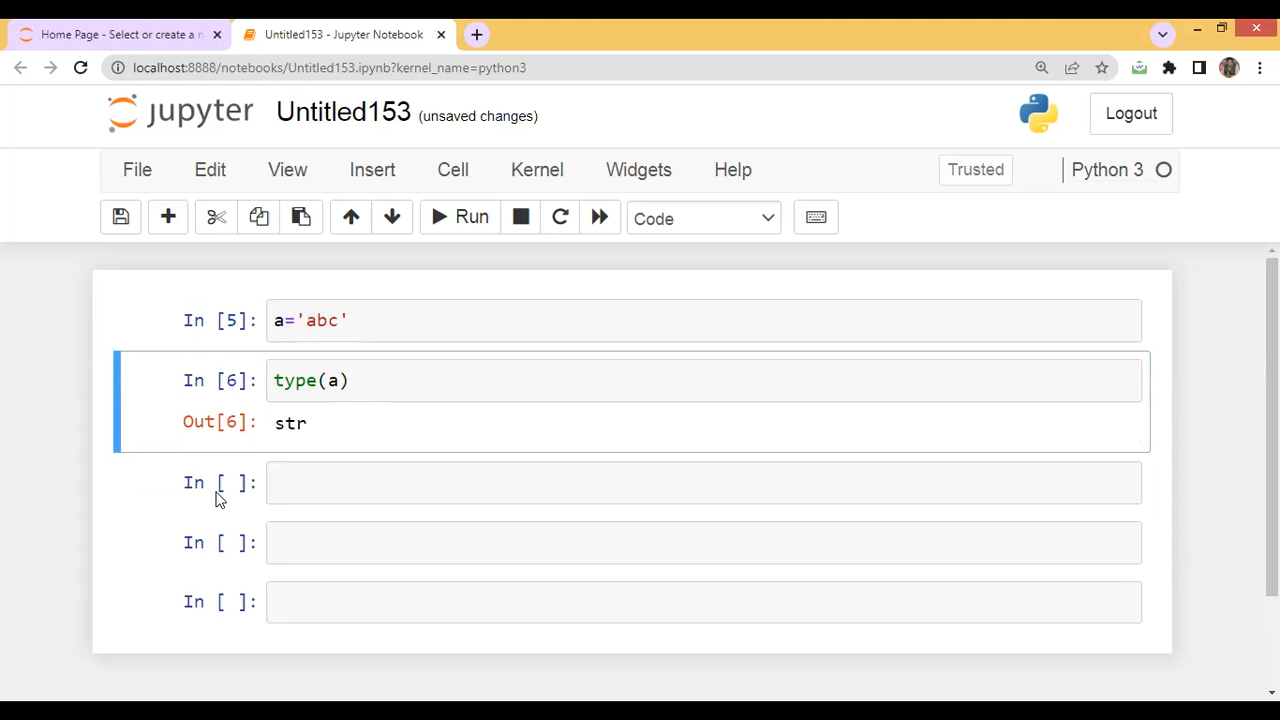 Home Page - Select or create a n
Untitled153 - Jupyter Notebook
localhost:8888/notebooks/Untitled153.ipynb?kernel_name=python3
jupyter Untitled153 (unsaved changes)
Logout
File Edit View Insert Cell Kernel Widgets Help
Trusted
Python 3
Run
Code
In [5]: a='abc'
In [6]: type(a)
Out[6]: str
In [ ]:
In [ ]:
In [ ]: